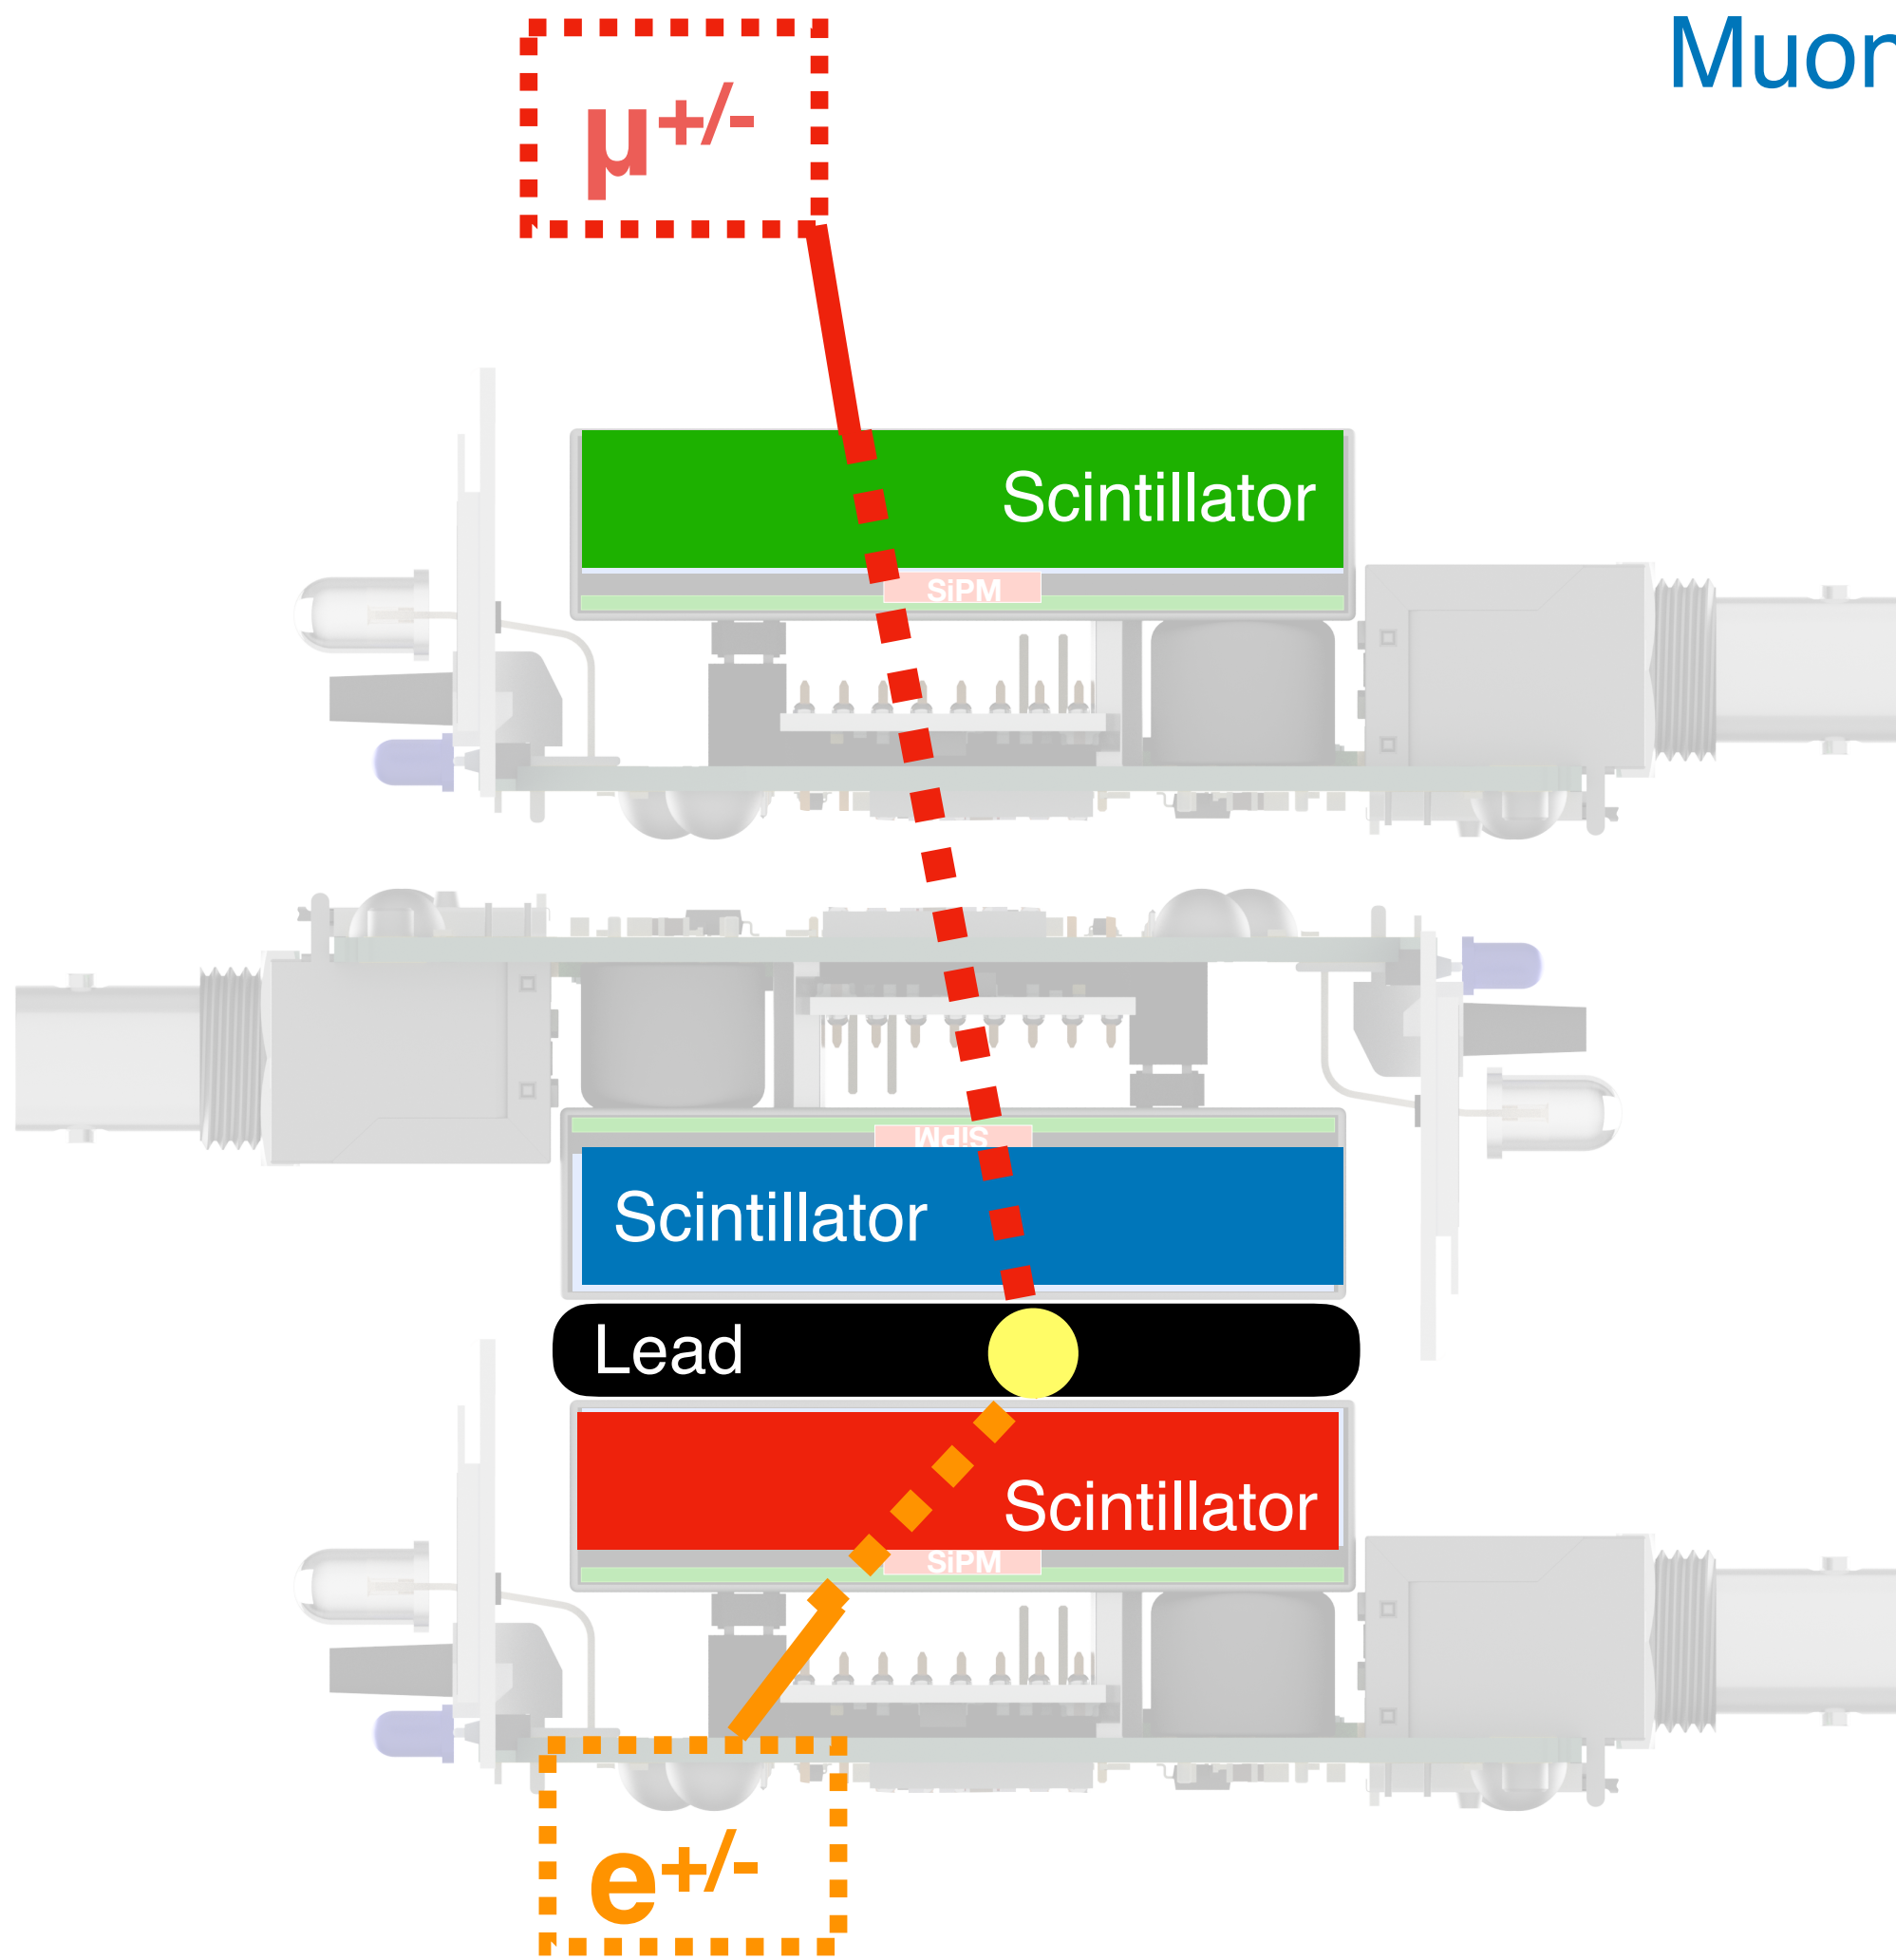 Muon
µ+/-
Scintillator
SiPM
SiPM
Scintillator
Lead
Scintillator
SiPM
e+/-